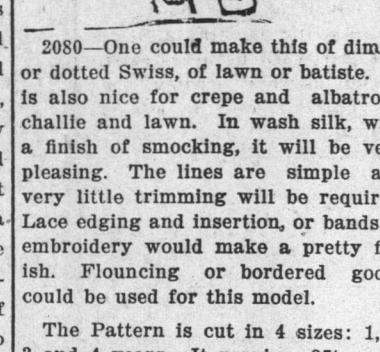 2080—One could make this of dim
or dotted Swiss, of lawn or batiste.
is also nice for crepe and albatro
challie and lawn. In wash silk, w
a finish of smocking, it will be ve
pleasing. The lines are simple a
very little trimming will be requir
Lace edging and insertion, or bands
embroidery would make a pretty f
ish. Flouncing or bordered goo
could be used for this model.
The Pattern is cut in 4 sizes: 1,